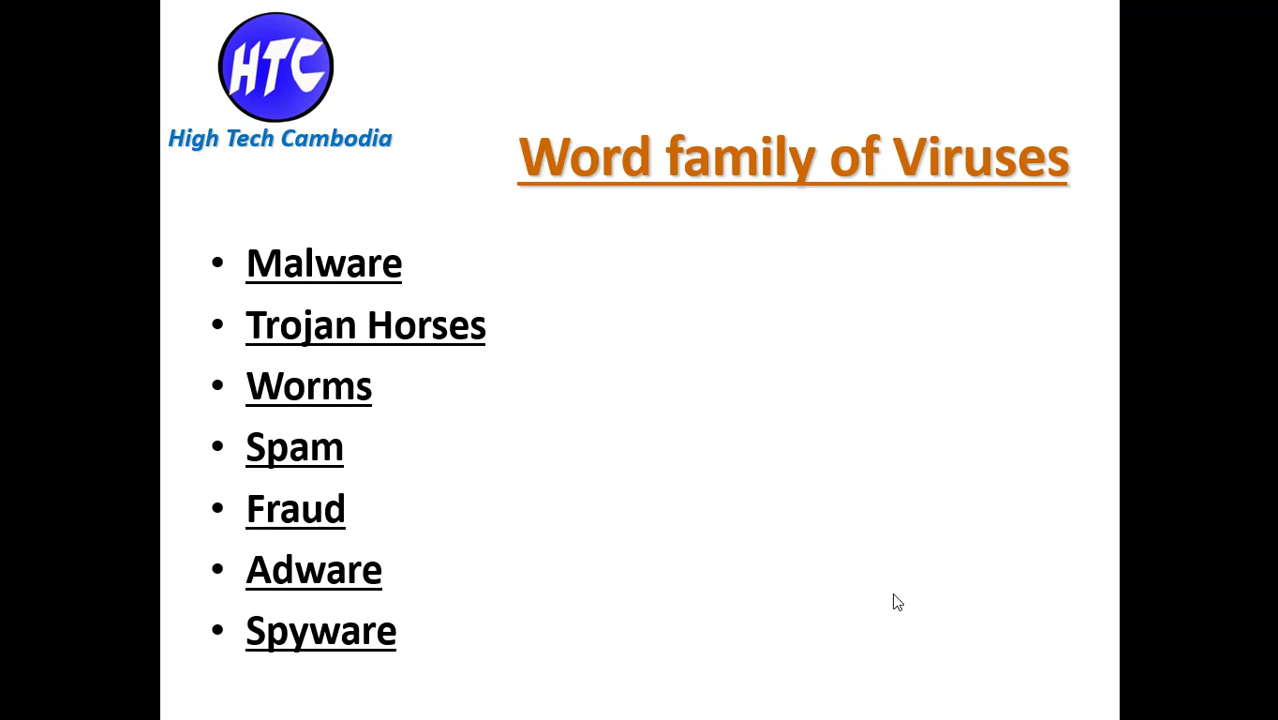 HTC
High Tech Cambodia
Word family of Viruses
• Malware
• Trojan Horses
• Worms
• Spam
• Fraud
• Adware
• Spyware